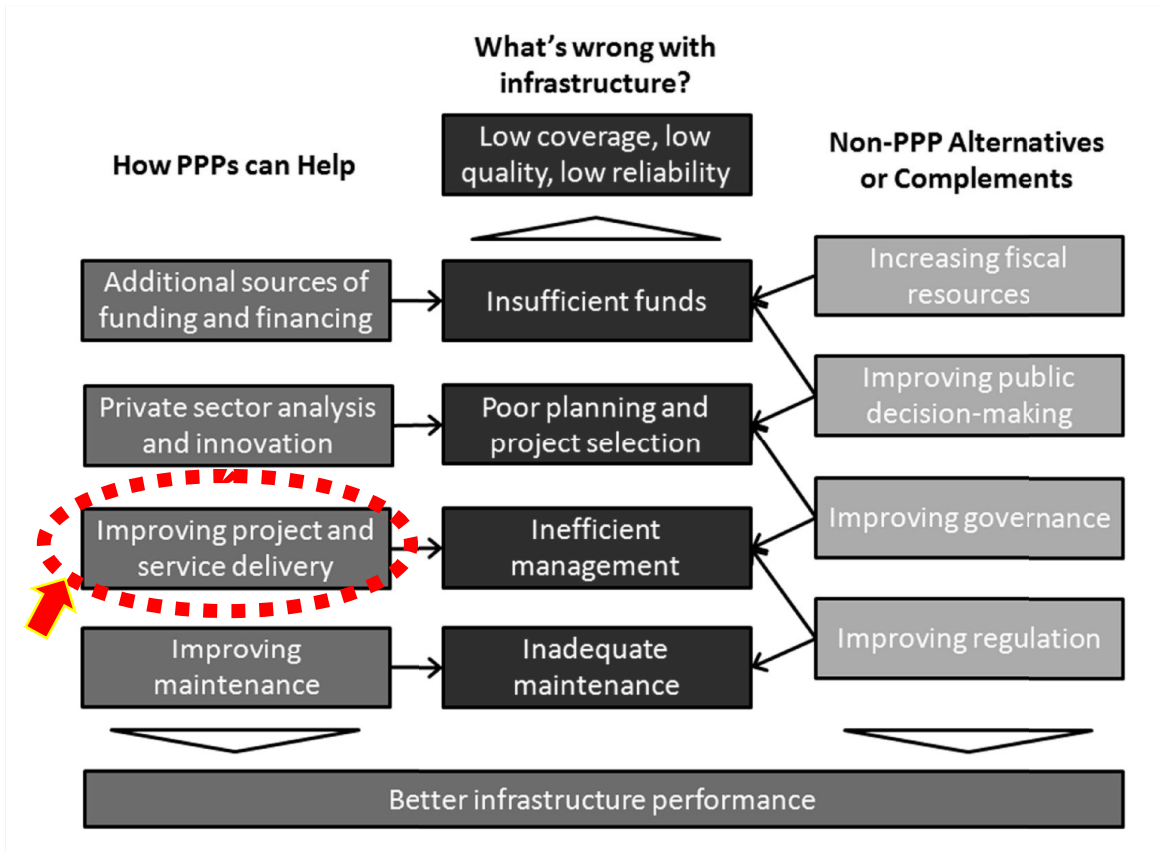 What's wrong with
infrastructure?
Low coverage, low
quality, low reliability
How PPPs can Help
Non-PPP Alternatives
or Complements
Additional sources of
funding and financing
Insufficient funds
Increasing fiscal
resources
Private sector analysis
and innovation
Poor planning and
project selection
Improving public
decision-making
Improving project and
service delivery
Inefficient
management
Improving governance
Improving
maintenance
Inadequate
maintenance
Improving regulation
Better infrastructure performance